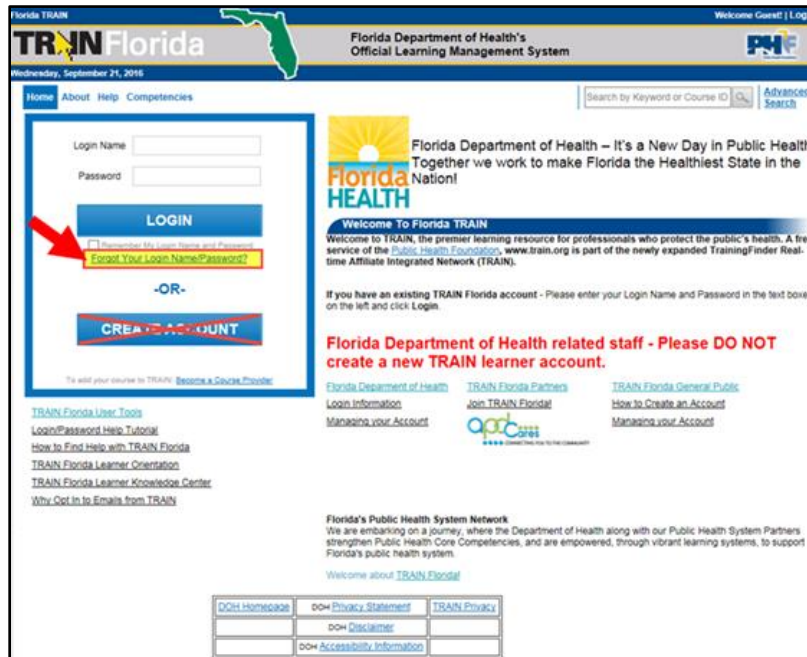 Florida TRAIN
Welcome Guest! | Log
TRAIN Florida
Florida Department of Health's
Official Learning Management System
PHF
Wednesday, September 21, 2016
Home About Help Competencies
Search by Keyword or Course ID
Advanced
Search
Login Name
Password
LOGIN
Remember My Login Name and Password
Forgot Your Login Name/Password?
-OR-
CREATE ACCOUNT
To add your course to TRAIN: Become a Course Provider
TRAIN Florida User Tools
Login/Password Help Tutorial
How to Find Help with TRAIN Florida
TRAIN Florida Learner Orientation
TRAIN Florida Learner Knowledge Center
Why Opt In to Emails from TRAIN
Florida
HEALTH
Florida Department of Health – It's a New Day in Public Health
Together we work to make Florida the Healthiest State in the
Nation!
Welcome To Florida TRAIN
Welcome to TRAIN, the premier learning resource for professionals who protect the public's health. A fre
service of the Public Health Foundation, www.train.org is part of the newly expanded TrainingFinder Real-
time Affiliate Integrated Network (TRAIN).
If you have an existing TRAIN Florida account - Please enter your Login Name and Password in the text boxe
on the left and click Login.
Florida Department of Health related staff - Please DO NOT
create a new TRAIN learner account.
Florida Deparment of Health TRAIN Florida Partners TRAIN Florida General Public
Login Information Join TRAIN Florida! How to Create an Account
Managing your Account Managing your Account
apd Cares
CONNECTING YOU TO THE COMMUNITY
Florida's Public Health System Network
We are embarking on a journey, where the Department of Health along with our Public Health System Partners
strengthen Public Health Core Competencies, and are empowered, through vibrant learning systems, to support
Florida's public health system.
Welcome about TRAIN Florida!
DOH Homepage DOH Privacy Statement TRAIN Privacy
DOH Disclaimer
DOH Accessibility Information